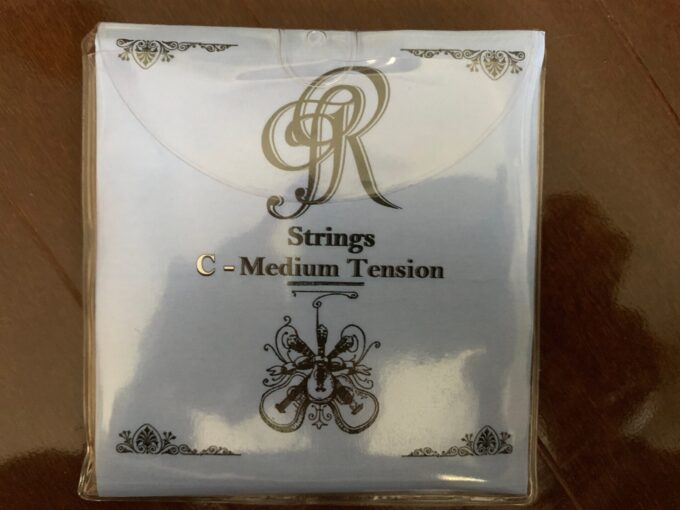 R
Strings
C - Medium Tension